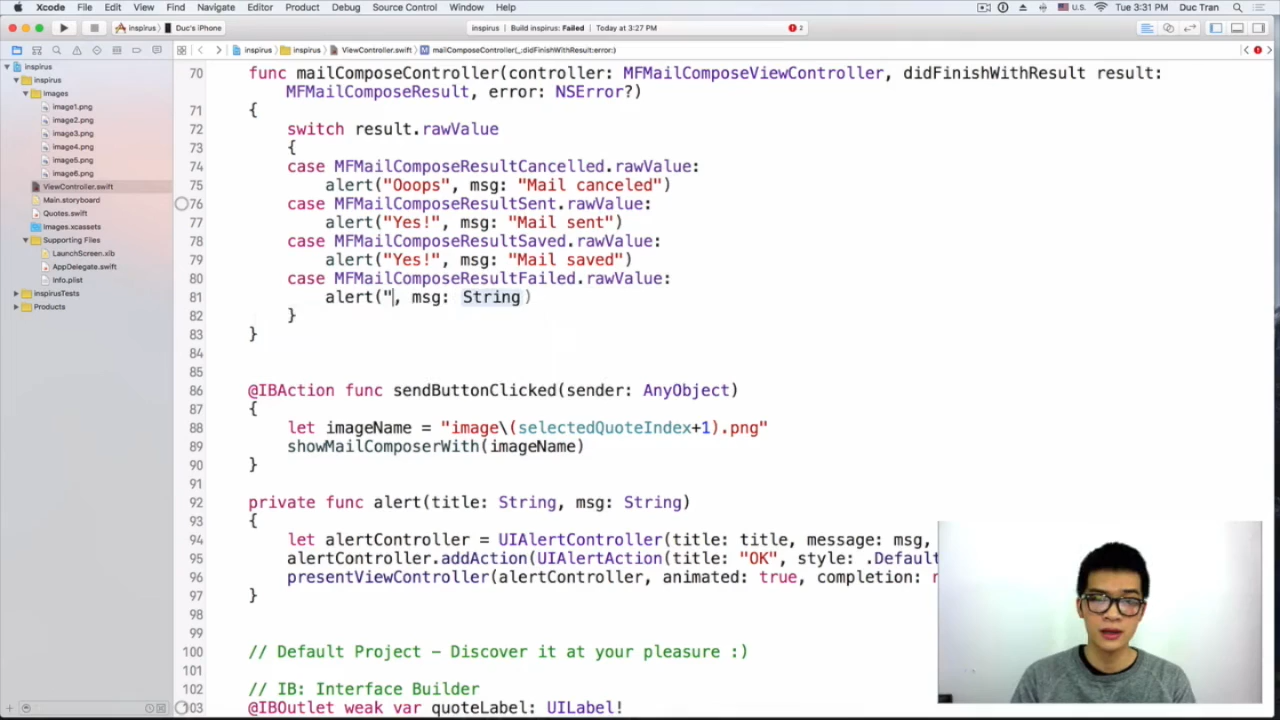 Xcode File Edit View Find Navigate Editor Product Debug Source Control Window Help U.S. Tue 3:31 PM Duc Tran
inspirus Duc's iPhone inspirus Build inspirus: Failed Today at 3:27 PM 2
inspirus inspirus ViewController.swift mailComposeController(_:didFinishWithResult:error:)
inspirus
inspirus
Images
image1.png
image2.png
image3.png
image4.png
image5.png
image6.png
ViewController.swift
Main.storyboard
Quotes.swift
Images.xcassets
Supporting Files
LaunchScreen.xib
AppDelegate.swift
Info.plist
inspirusTests
Products
70 func mailComposeController(controller: MFMailComposeViewController, didFinishWithResult result:
MFMailComposeResult, error: NSError?)
71 {
72 switch result.rawValue
73 {
74 case MFMailComposeResultCancelled.rawValue:
75 alert("Ooops", msg: "Mail canceled")
76 case MFMailComposeResultSent.rawValue:
77 alert("Yes!", msg: "Mail sent")
78 case MFMailComposeResultSaved.rawValue:
79 alert("Yes!", msg: "Mail saved")
80 case MFMailComposeResultFailed.rawValue:
81 alert(", msg: String)
82 }
83 }
84
85
86 @IBAction func sendButtonClicked(sender: AnyObject)
87 {
88 let imageName = "image\(selectedQuoteIndex+1).png"
89 showMailComposerWith(imageName)
90 }
91
92 private func alert(title: String, msg: String)
93 {
94 let alertController = UIAlertController(title: title, message: msg,
95 alertController.addAction(UIAlertAction(title: "OK", style: .Default
96 presentViewController(alertController, animated: true, completion: n
97 }
98
99
100 // Default Project – Discover it at your pleasure :)
101
102 // IB: Interface Builder
103 @IBOutlet weak var quoteLabel: UILabel!